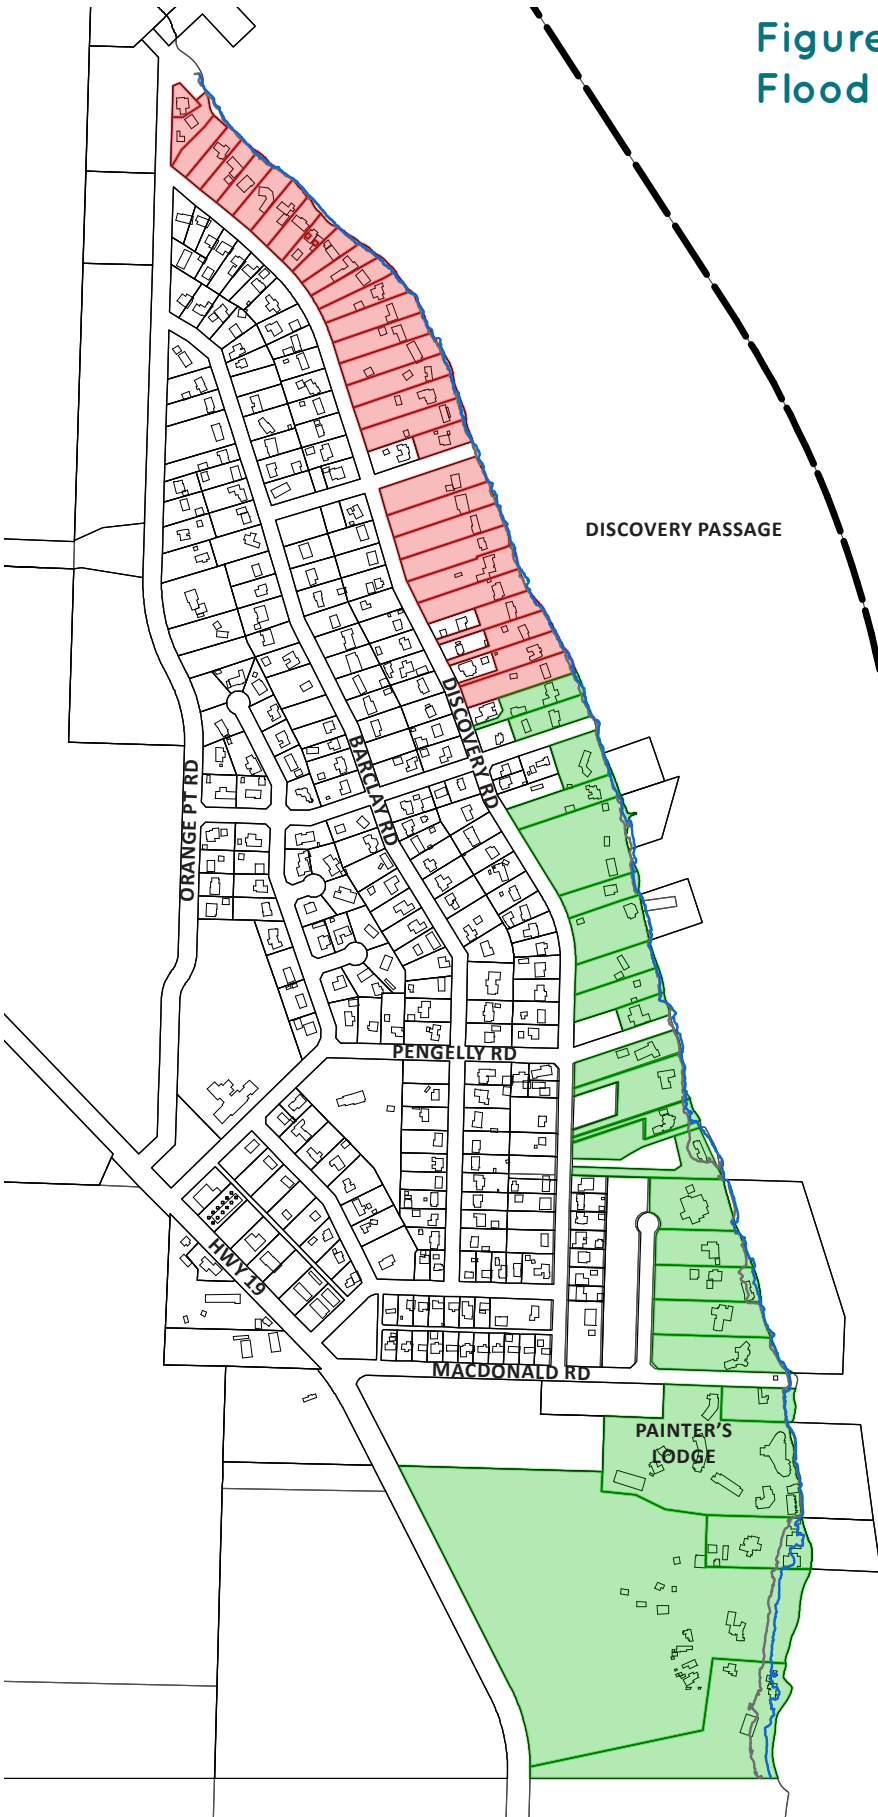 Figure
Flood
DISCOVERY PASSAGE
DISCOVERY RD
BARCLAY RD
ORANGE PT RD
PENGELLY RD
HWY 19
MACDONALD RD
PAINTER'S
LODGE